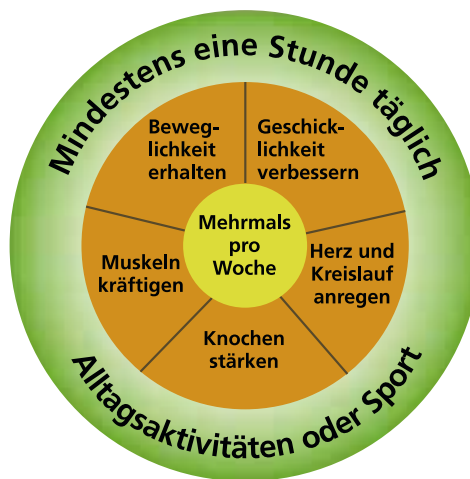 Mindestens eine Stunde täglich
Beweg-
lichkeit
erhalten
Geschick-
lichkeit
verbessern
Mehrmals
pro
Woche
Muskeln
kräftigen
Herz und
Kreislauf
anregen
Knochen
stärken
Alltagsaktivitäten oder Sport